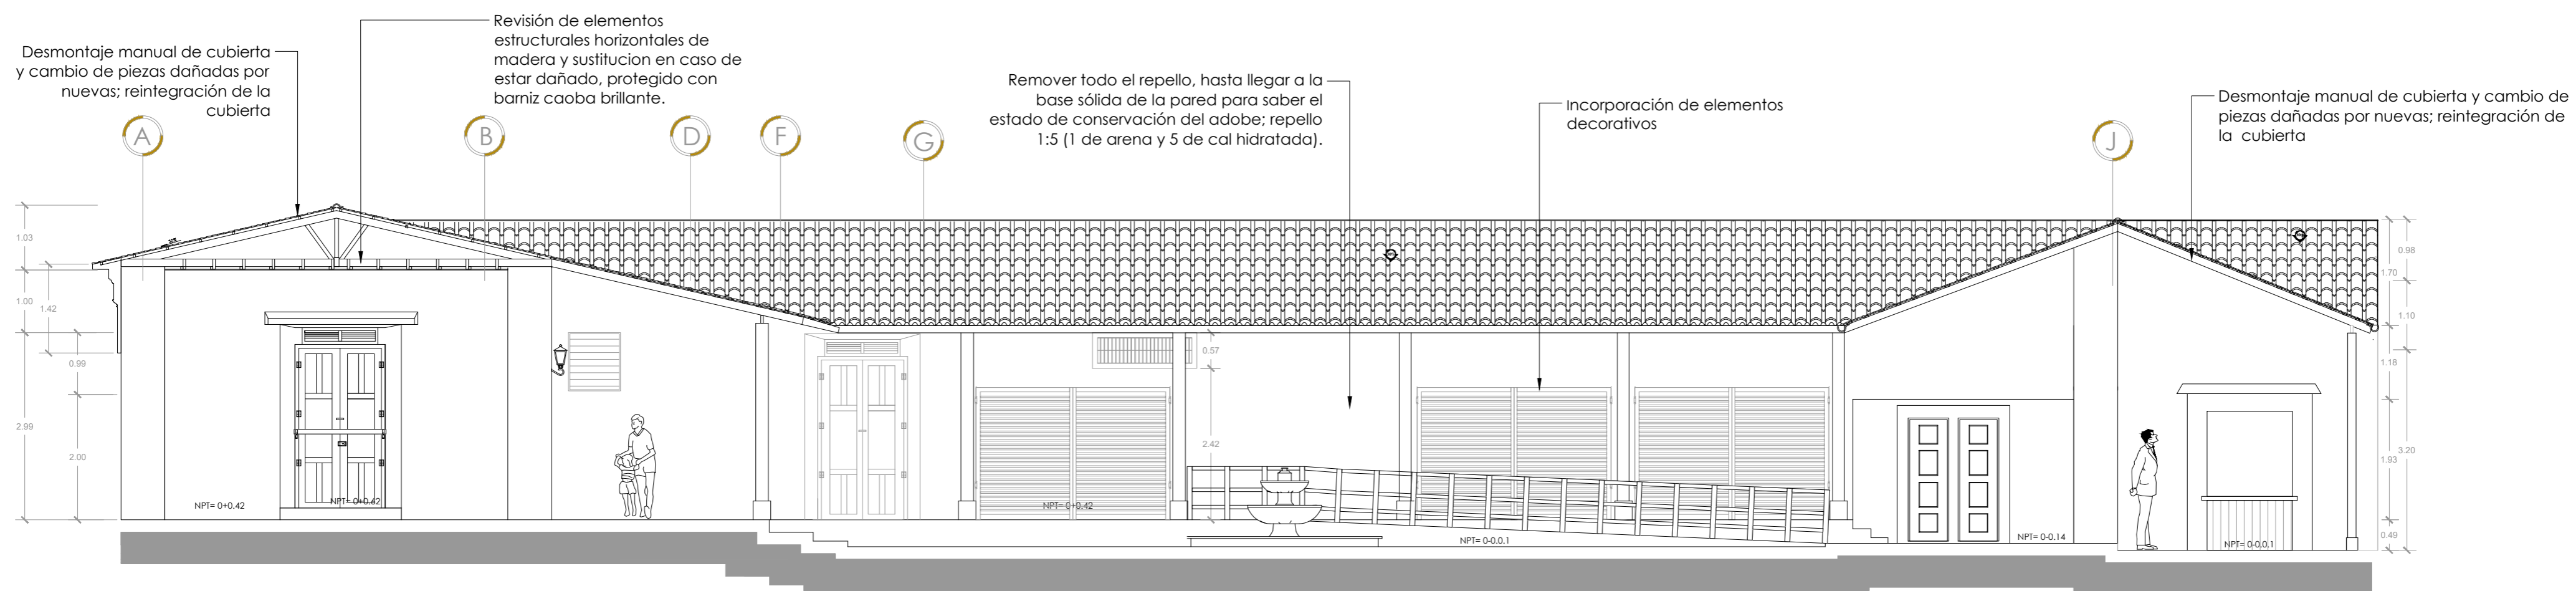 Desmontaje manual de cubierta
y cambio de piezas dañadas por
nuevas; reintegración de la
cubierta
Revisión de elementos
estructurales horizontales de
madera y sustitucion en caso de
estar dañado, protegido con
barniz caoba brillante.
Remover todo el repello, hasta llegar a la
base sólida de la pared para saber el
estado de conservación del adobe; repello
1:5 (1 de arena y 5 de cal hidratada).
Incorporación de elementos
decorativos
Desmontaje manual de cubierta y cambio de
piezas dañadas por nuevas; reintegración de
la cubierta
A
B
D
F
G
J
1.03
1.00
1.42
0.99
2.99
2.00
0.57
2.42
0.98
1.70
1.10
1.18
3.20
1.93
0.49
NPT= 0+0.42
NPT= 0+0.42
NPT= 0+0.42
NPT= 0-0.0.1
NPT= 0-0.14
NPT= 0-0.0.1